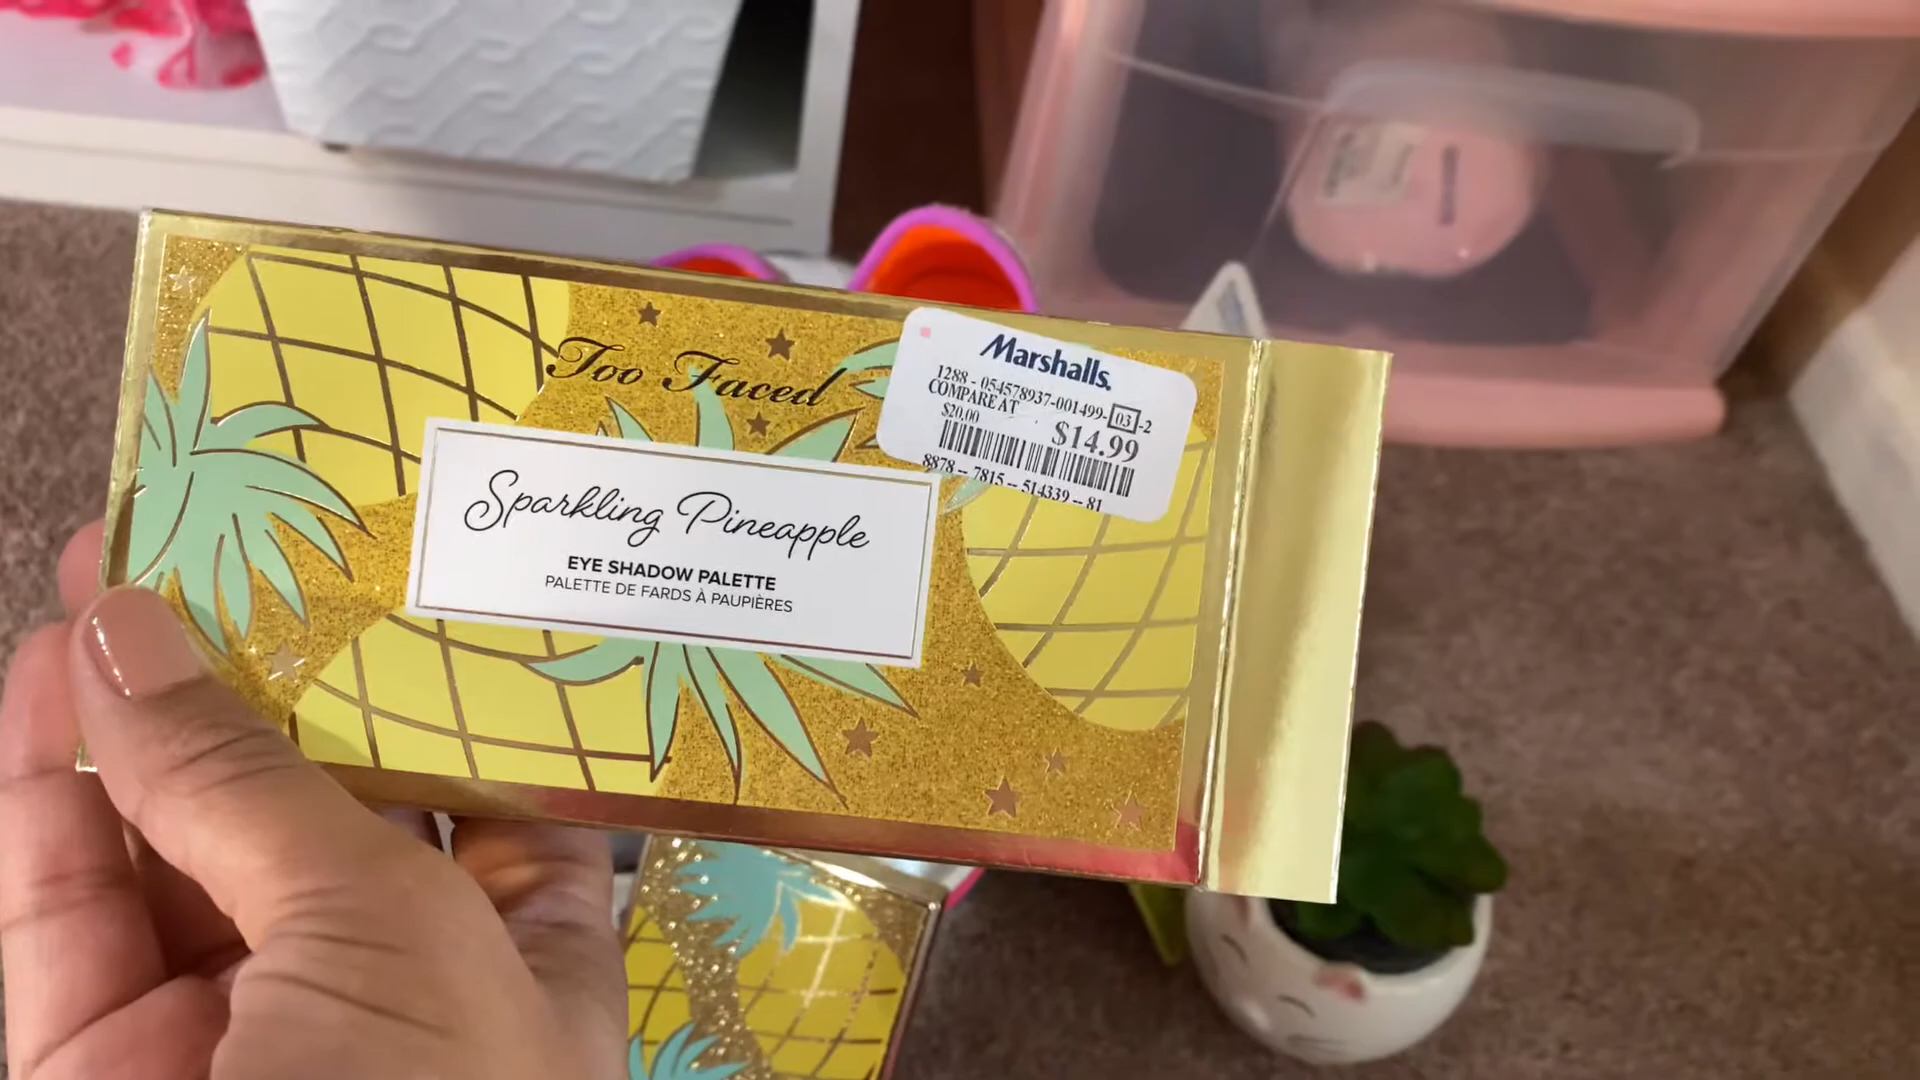 Too Faced
Sparkling Pineapple
EYE SHADOW PALETTE
PALETTE DE FARDS À PAUPIÈRES
Marshalls.
1288 - 054578937-001499-03-2
COMPARE AT
$20.00
$14.99
8878 -- 7815 -- 514339 -- 81